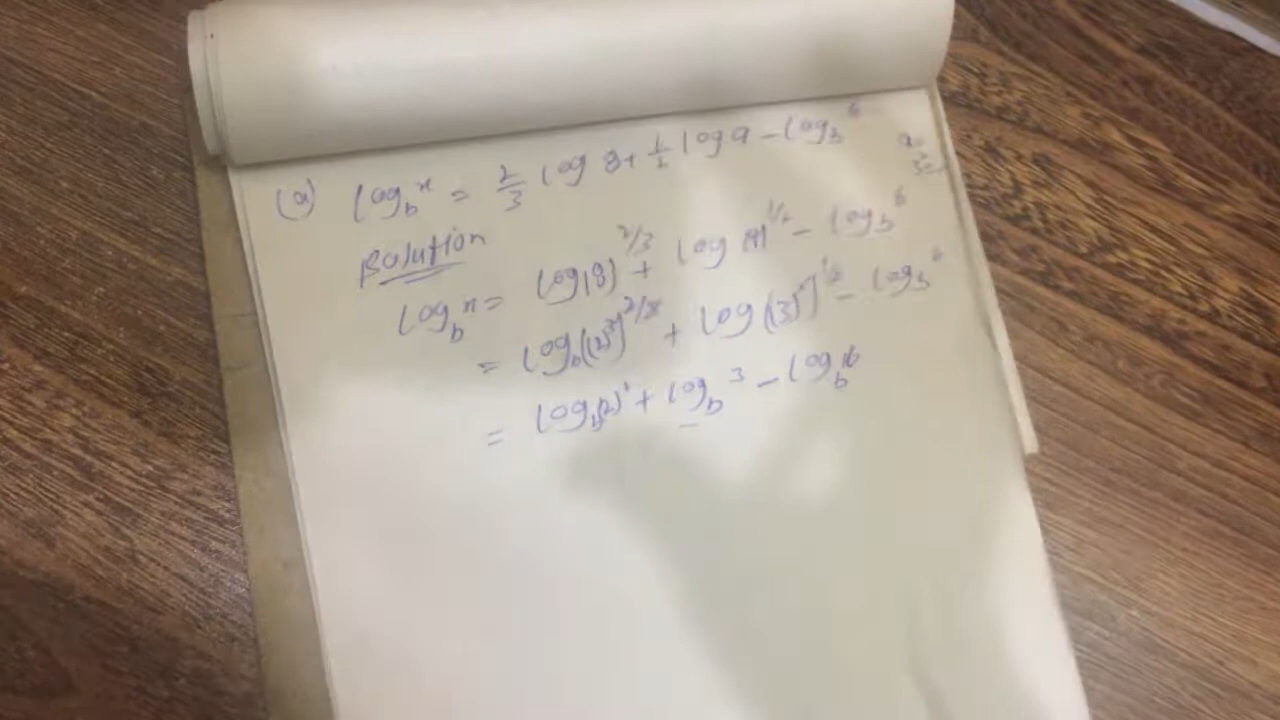 (a) log_b^x = 2/3 log 8 + 1/2 log 9 - log_b^6
Solution
log_b^x = log(8)^2/3 + log(9)^1/2 - log_b^6
= log_b((2)^3)^2/3 + log((3)^2)^1/2 - log_b^6
= log_b(2)^2 + log_b^3 - log_b^6